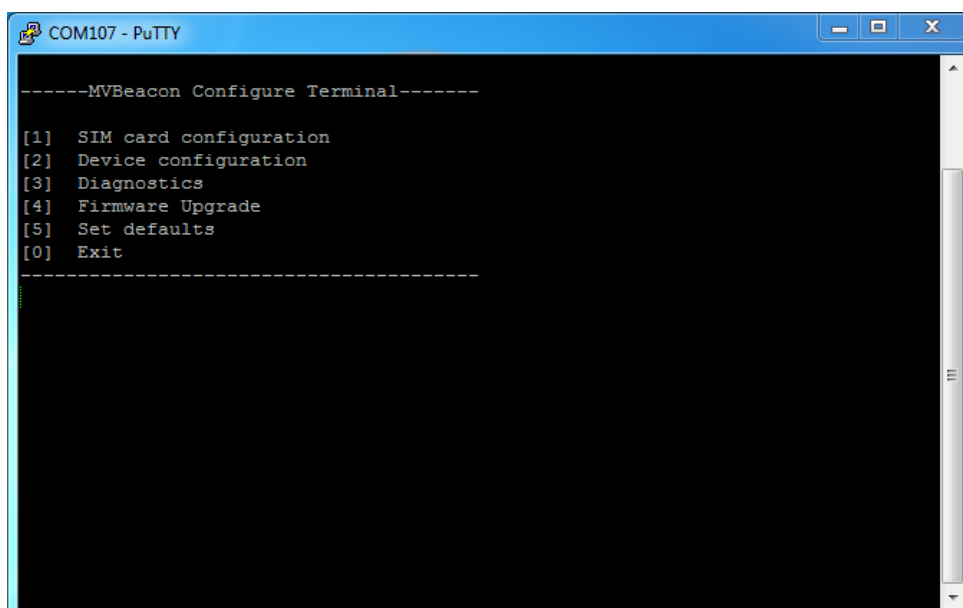 COM107 - PuTTY
------MVBeacon Configure Terminal-------
[1] SIM card configuration
[2] Device configuration
[3] Diagnostics
[4] Firmware Upgrade
[5] Set defaults
[0] Exit
-----------------------------------------